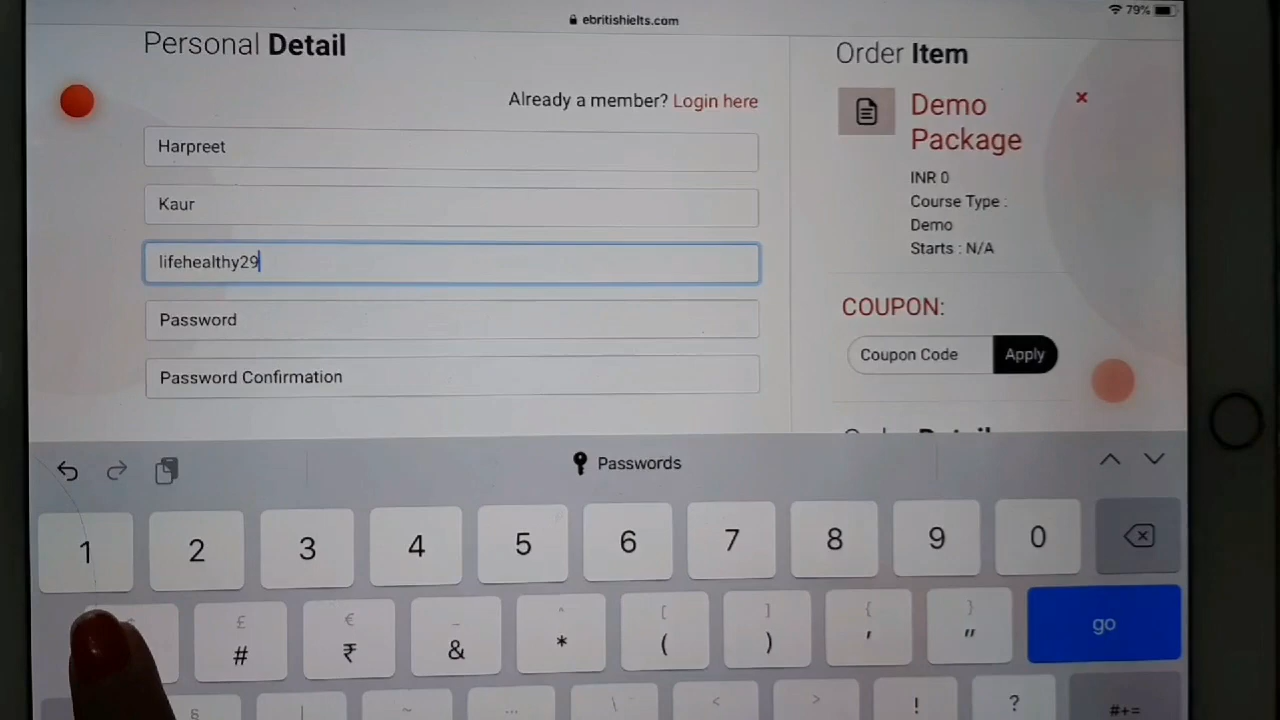 ebritishielts.com
79%
Personal Detail
Order Item
Already a member? Login here
Demo
Package
Harpreet
INR 0
Kaur
Course Type :
Demo
Starts : N/A
lifehealthy29
COUPON:
Password
Coupon Code Apply
Password Confirmation
Passwords
1 2 3 4 5 6 7 8 9 0
£ € _ ^ [ ] { }
# ₹ & * ( ) ' " go
§ | ~ … \ < > ! ? #+=